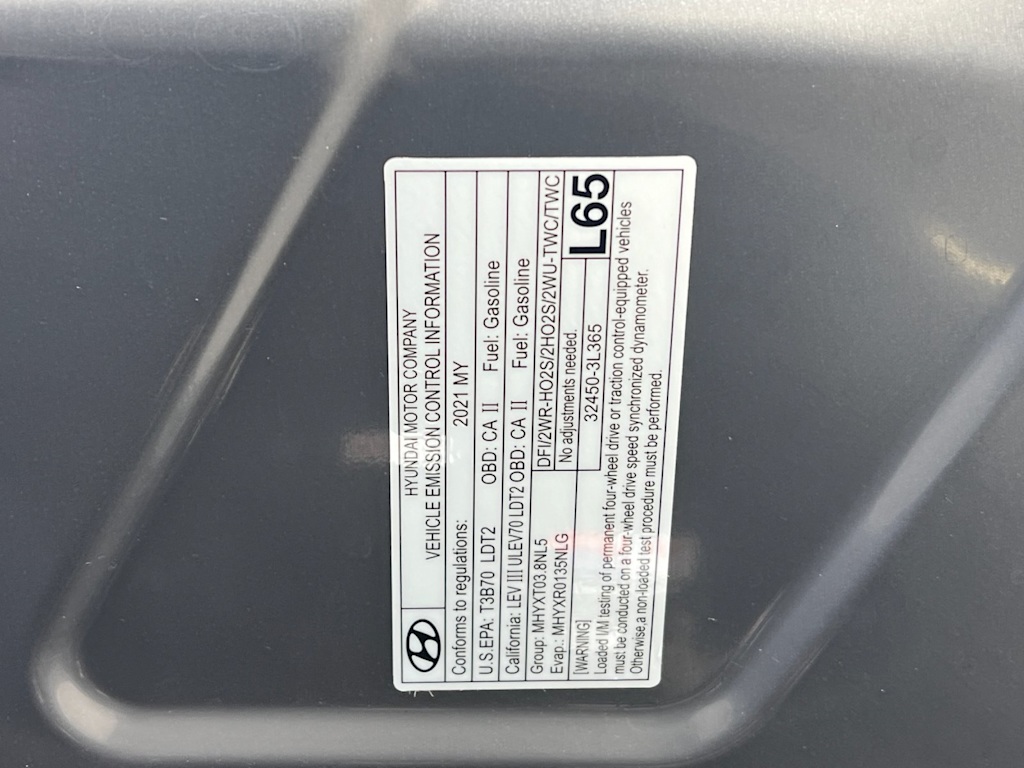 HYUNDAI MOTOR COMPANY
VEHICLE EMISSION CONTROL INFORMATION
Conforms to regulations: 2021 MY
U.S.EPA: T3B70 LDT2 OBD: CA II Fuel: Gasoline
California: LEV III ULEV70 LDT2 OBD: CA II Fuel: Gasoline
Group: MHYXT03.8NL5 DFI/2WR-HO2S/2HO2S/2WU-TWC/TWC
Evap.: MHYXR0135NLG No adjustments needed.
[WARNING] 32450-3L365 L65
Loaded I/M testing of permanent four-wheel drive or traction control-equipped vehicles
must be conducted on a four-wheel drive speed synchronized dynamometer.
Otherwise,a non-loaded test procedure must be performed.